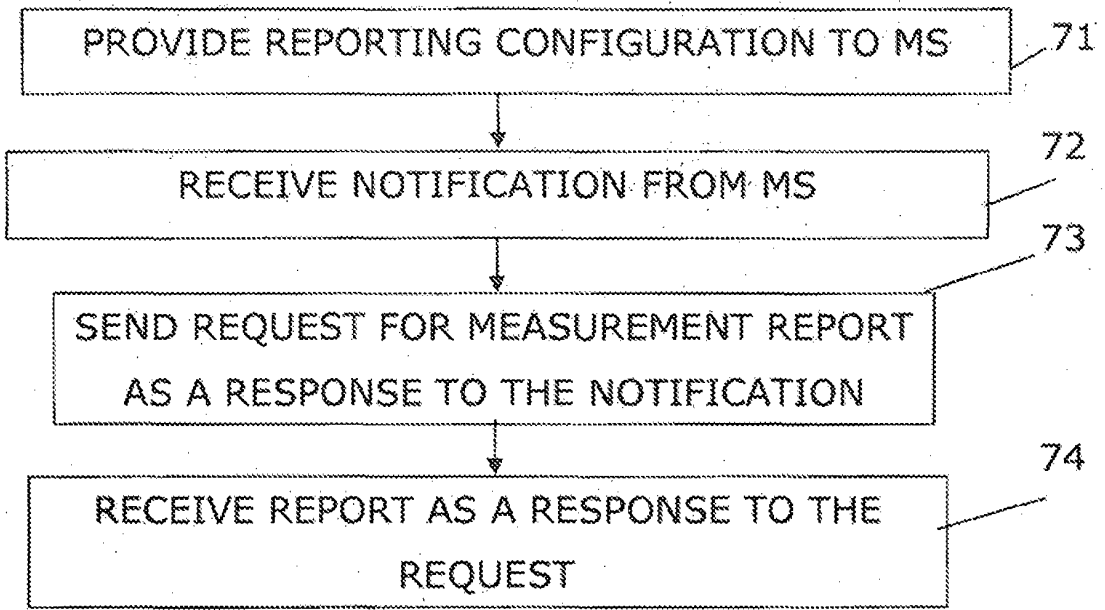 PROVIDE REPORTING CONFIGURATION TO MS
71
72
RECEIVE NOTIFICATION FROM MS
73
SEND REQUEST FOR MEASUREMENT REPORT
AS A RESPONSE TO THE NOTIFICATION
74
RECEIVE REPORT AS A RESPONSE TO THE
REQUEST